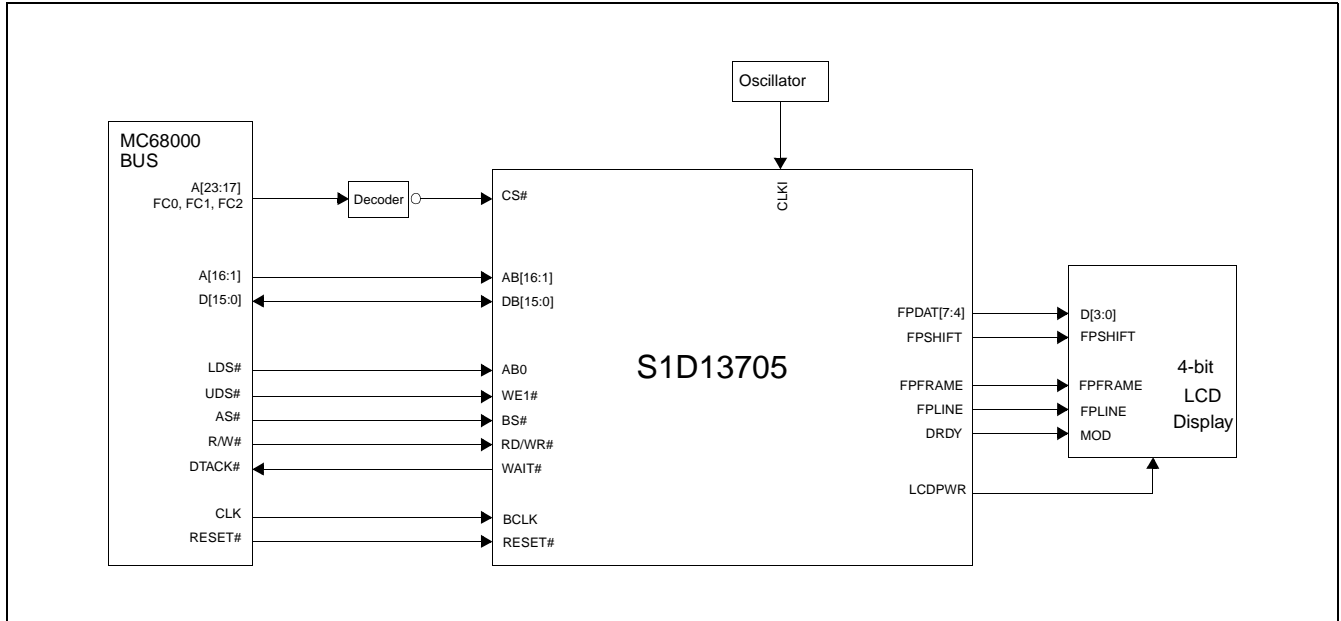 Oscillator
MC68000
BUS
A[23:17]
FC0, FC1, FC2
Decoder
CS#
CLKI
A[16:1]
AB[16:1]
D[15:0]
DB[15:0]
FPDAT[7:4]
D[3:0]
FPSHIFT
FPSHIFT
S1D13705
4-bit
LCD
Display
LDS#
AB0
UDS#
WE1#
FPFRAME
FPFRAME
AS#
BS#
FPLINE
FPLINE
R/W#
RD/WR#
DRDY
MOD
DTACK#
WAIT#
LCDPWR
CLK
BCLK
RESET#
RESET#